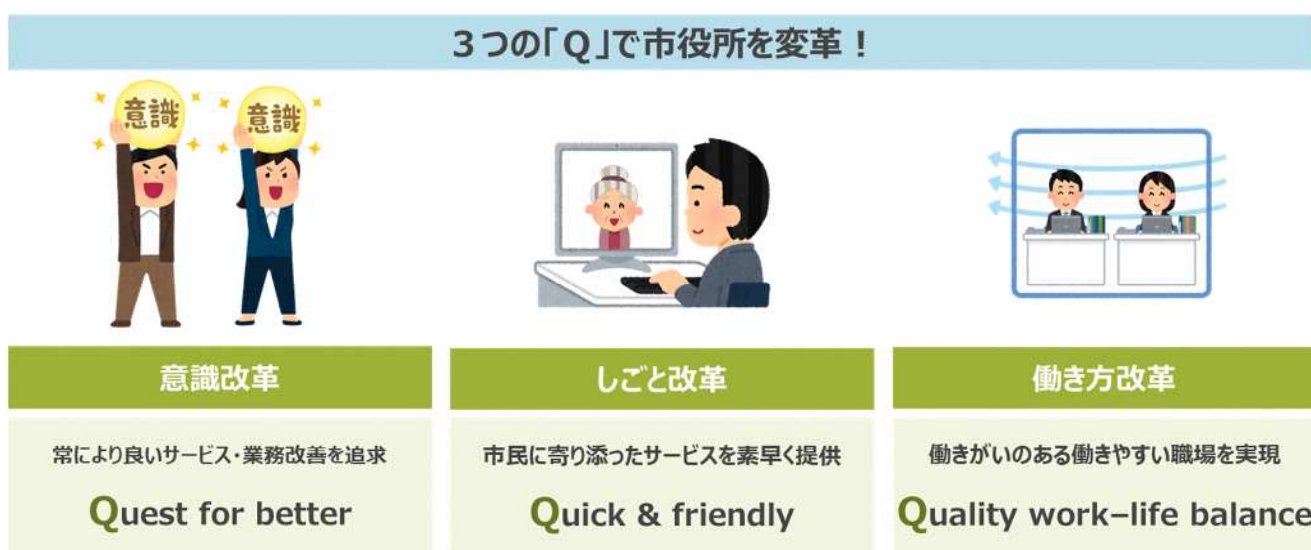 3つの「Q」で市役所を変革！
意識
意識
意識改革
常により良いサービス・業務改善を追求
Quest for better
しごと改革
市民に寄り添ったサービスを素早く提供
Quick & friendly
働き方改革
働きがいのある働きやすい職場を実現
Quality work–life balance